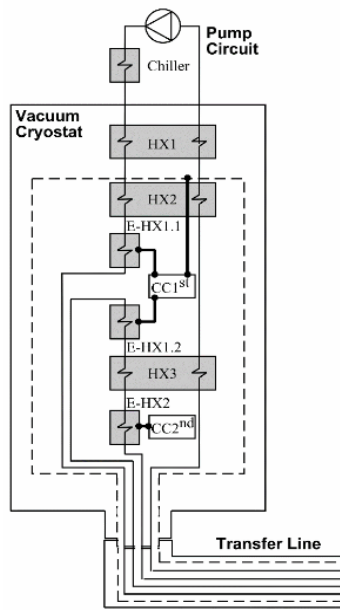 Pump
Circuit
Chiller
Vacuum
Cryostat
HX1
HX2
E-HX1.1
CC1st
E-HX1.2
HX3
E-HX2
CC2nd
Transfer Line